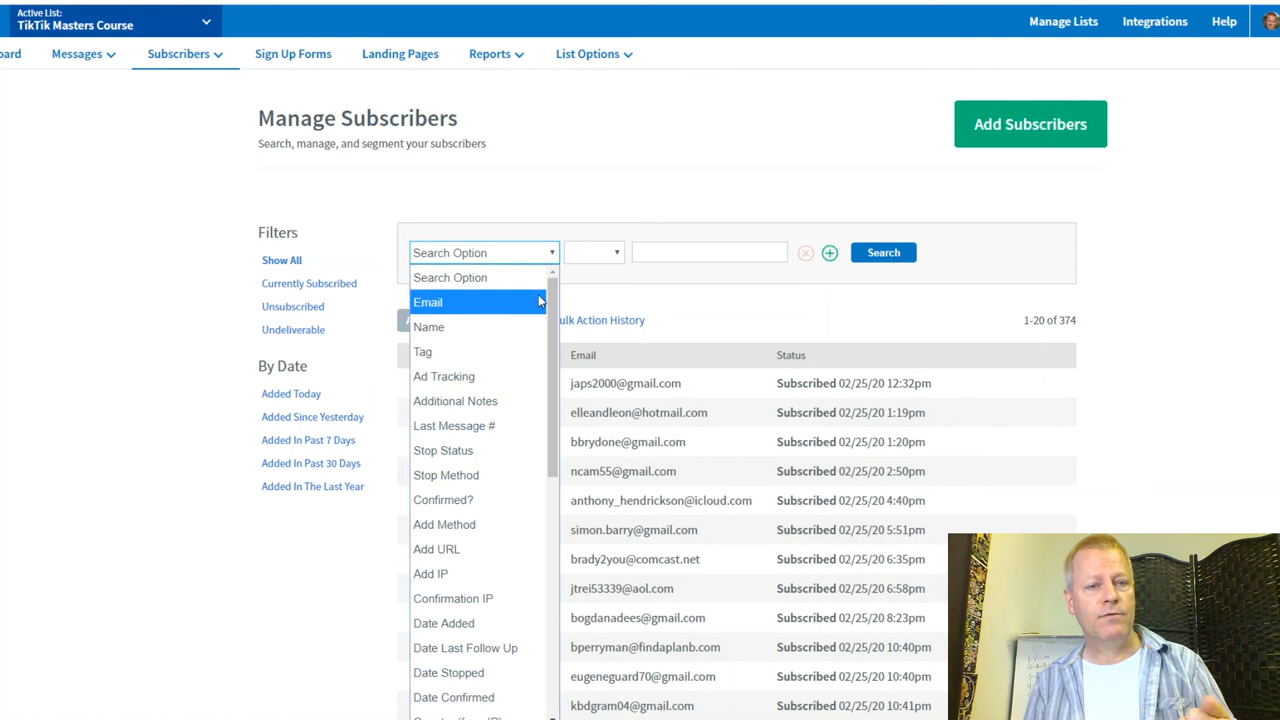 Active List:
TikTik Masters Course
Manage Lists
Integrations
Help
oard
Messages
Subscribers
Sign Up Forms
Landing Pages
Reports
List Options
Manage Subscribers
Search, manage, and segment your subscribers
Add Subscribers
Filters
Show All
Currently Subscribed
Unsubscribed
Undeliverable
By Date
Added Today
Added Since Yesterday
Added In Past 7 Days
Added In Past 30 Days
Added In The Last Year
Search Option
Search
Search Option
Email
Name
Tag
Ad Tracking
Additional Notes
Last Message #
Stop Status
Stop Method
Confirmed?
Add Method
Add URL
Add IP
Confirmation IP
Date Added
Date Last Follow Up
Date Stopped
Date Confirmed
ulk Action History
1-20 of 374
Email Status
japs2000@gmail.com Subscribed 02/25/20 12:32pm
elleandleon@hotmail.com Subscribed 02/25/20 1:19pm
bbrydone@gmail.com Subscribed 02/25/20 1:20pm
ncam55@gmail.com Subscribed 02/25/20 2:50pm
anthony_hendrickson@icloud.com Subscribed 02/25/20 4:40pm
simon.barry@gmail.com Subscribed 02/25/20 5:51pm
brady2you@comcast.net Subscribed 02/25/20 6:35pm
jtrei53339@aol.com Subscribed 02/25/20 6:58pm
bogdanadees@gmail.com Subscribed 02/25/20 8:23pm
bperryman@findaplanb.com Subscribed 02/25/20 10:40pm
eugeneguard70@gmail.com Subscribed 02/25/20 10:40pm
kbdgram04@gmail.com Subscribed 02/25/20 10:41pm